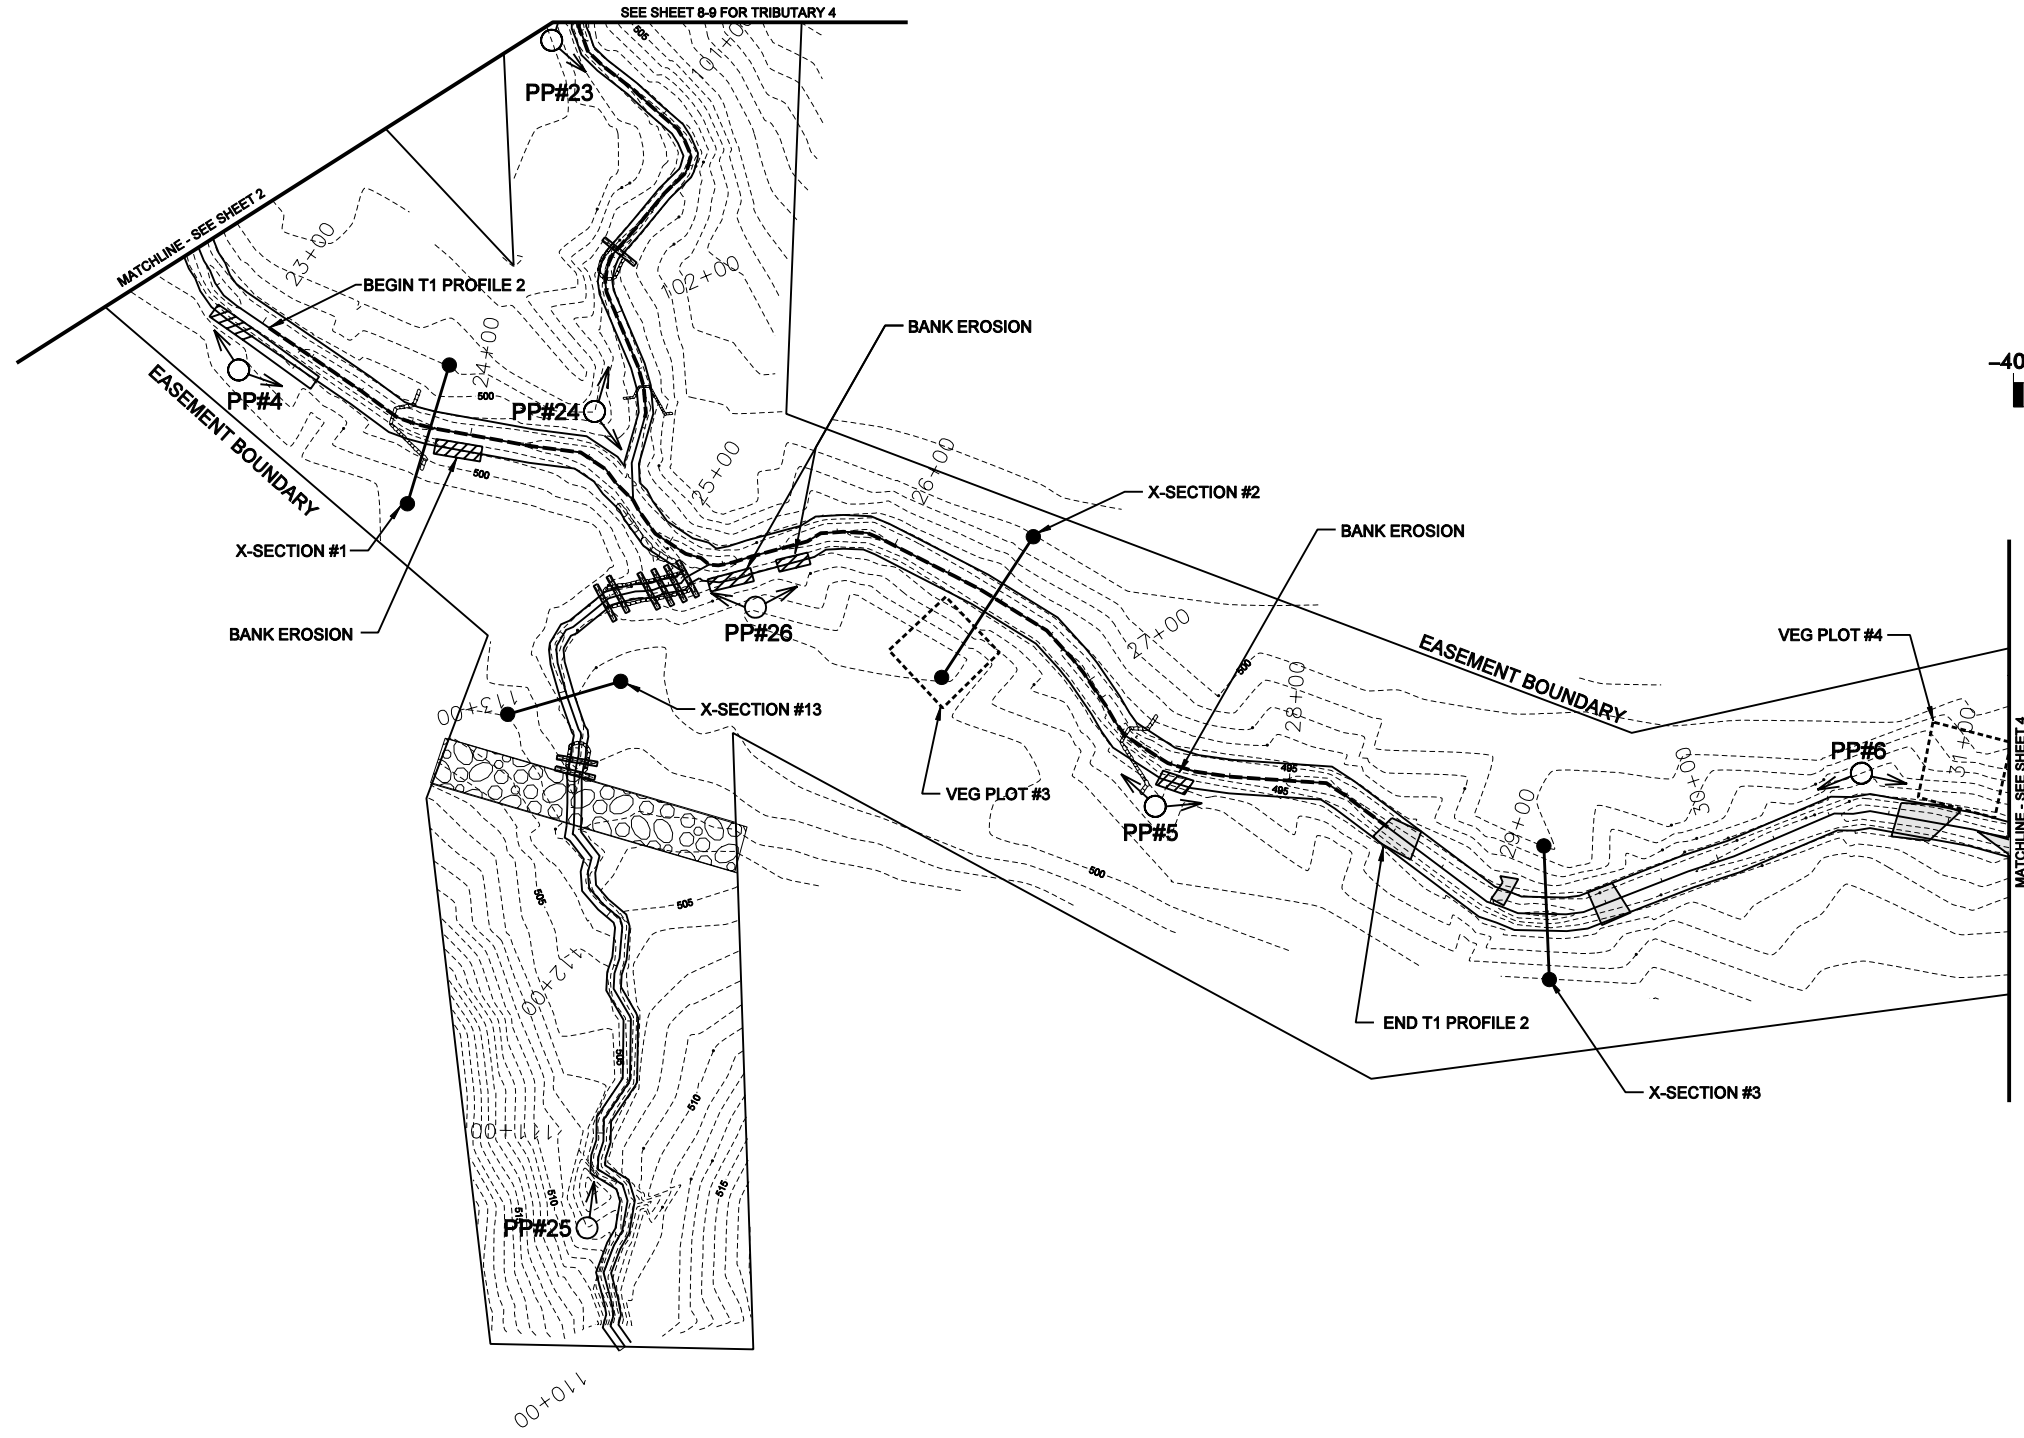 SEE SHEET 8-9 FOR TRIBUTARY 4
505
101+00
PP#23
MATCHLINE - SEE SHEET 2
23+00
102+00
BEGIN T1 PROFILE 2
BANK EROSION
24+00
-40
PP#4
500
PP#24
EASEMENT BOUNDARY
500
25+00
26+00
X-SECTION #2
X-SECTION #1
BANK EROSION
BANK EROSION
PP#26
27+00
500
EASEMENT BOUNDARY
VEG PLOT #4
28+00
113+00
X-SECTION #13
PP#6
31+00
30+00
495
495
VEG PLOT #3
PP#5
29+00
MATCHLINE - SEE SHEET 4
500
505
505
112+00
END T1 PROFILE 2
505
510
X-SECTION #3
111+00
510
515
515
PP#25
110+00